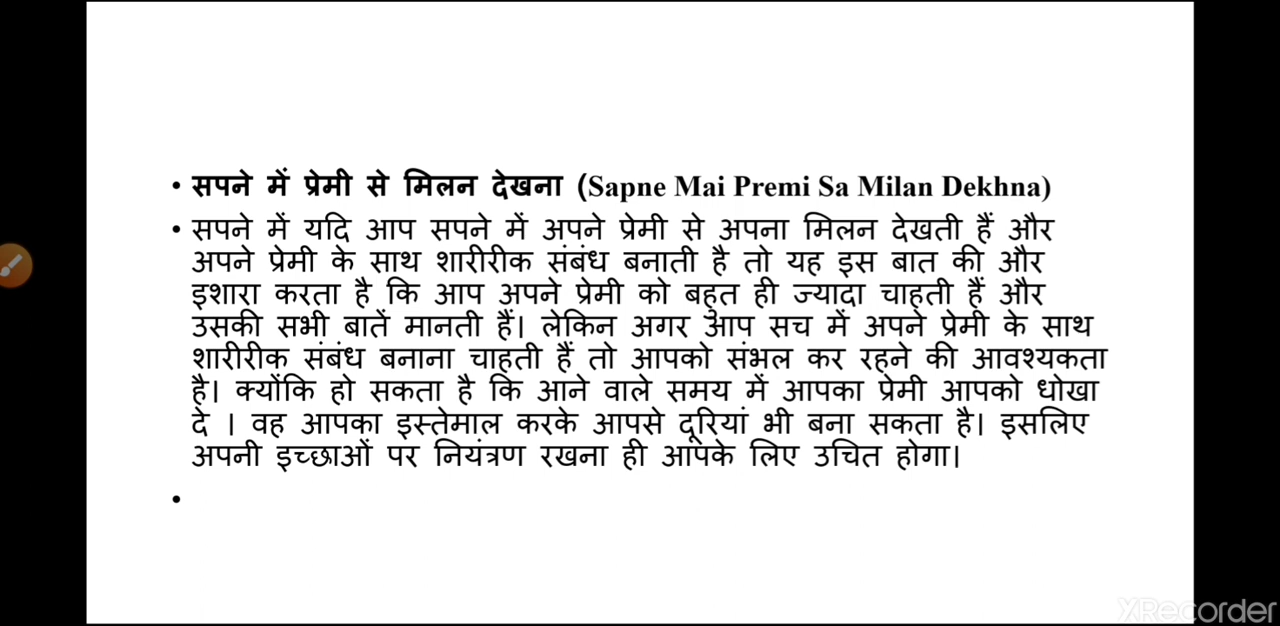 • सपने में प्रेमी से मिलन देखना (Sapne Mai Premi Sa Milan Dekhna)
• सपने में यदि आप सपने में अपने प्रेमी से अपना मिलन देखती हैं और
अपने प्रेमी के साथ शारीरीक संबंध बनाती है तो यह इस बात की और
इशारा करता है कि आप अपने प्रेमी को बहुत ही ज्यादा चाहती हैं और
उसकी सभी बातें मानती हैं। लेकिन अगर आप सच में अपने प्रेमी के साथ
शारीरीक संबंध बनाना चाहती हैं तो आपको संभल कर रहने की आवश्यकता
है। क्योंकि हो सकता है कि आने वाले समय में आपका प्रेमी आपको धोखा
दे । वह आपका इस्तेमाल करके आपसे दूरियां भी बना सकता है। इसलिए
अपनी इच्छाओं पर नियंत्रण रखना ही आपके लिए उचित होगा।
•
XRecorder